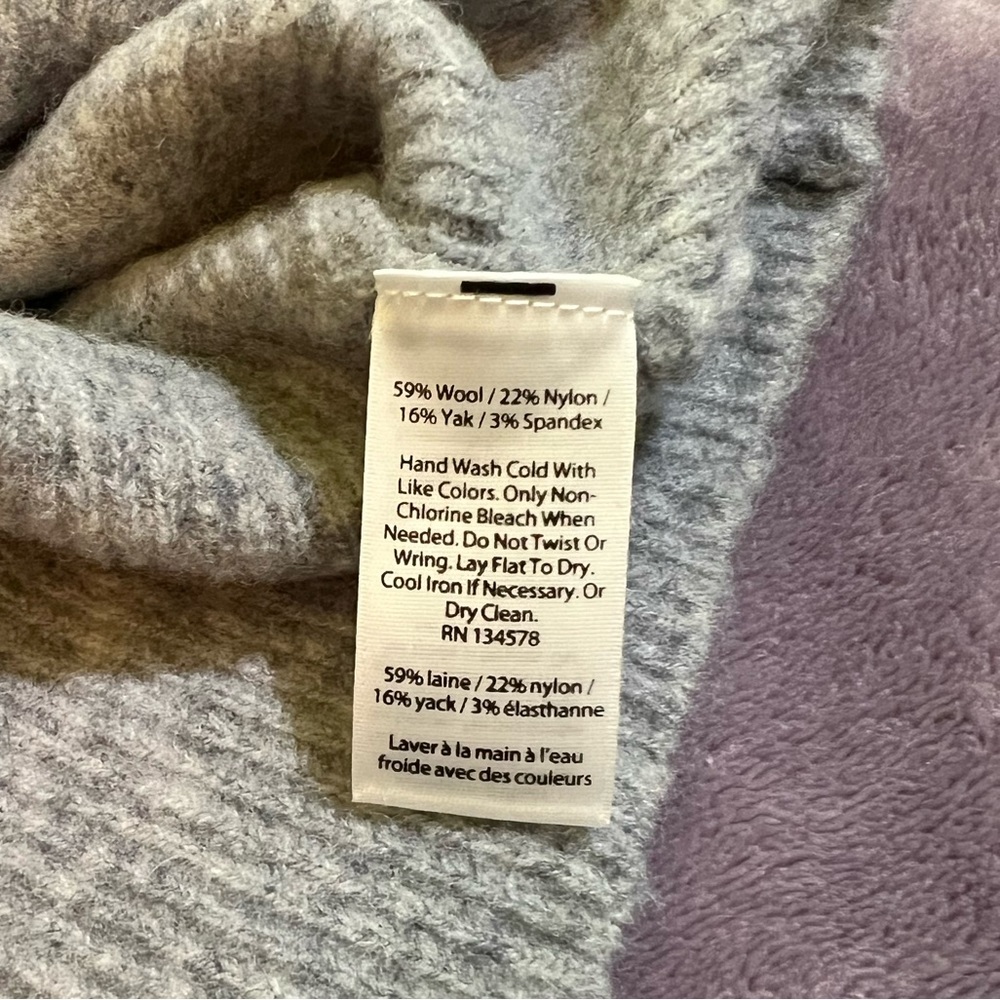 59% Wool / 22% Nylon /
16% Yak / 3% Spandex
Hand Wash Cold With
Like Colors. Only Non-
Chlorine Bleach When
Needed. Do Not Twist Or
Wring. Lay Flat To Dry.
Cool Iron If Necessary. Or
Dry Clean.
RN 134578
59% laine / 22% nylon /
16% yack / 3% élasthanne
Laver à la main à l'eau
froide avec des couleurs